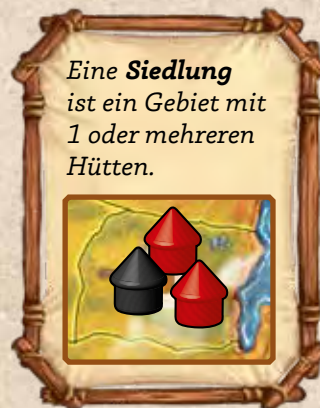 Eine Siedlung
ist ein Gebiet mit
1 oder mehreren
Hütten.